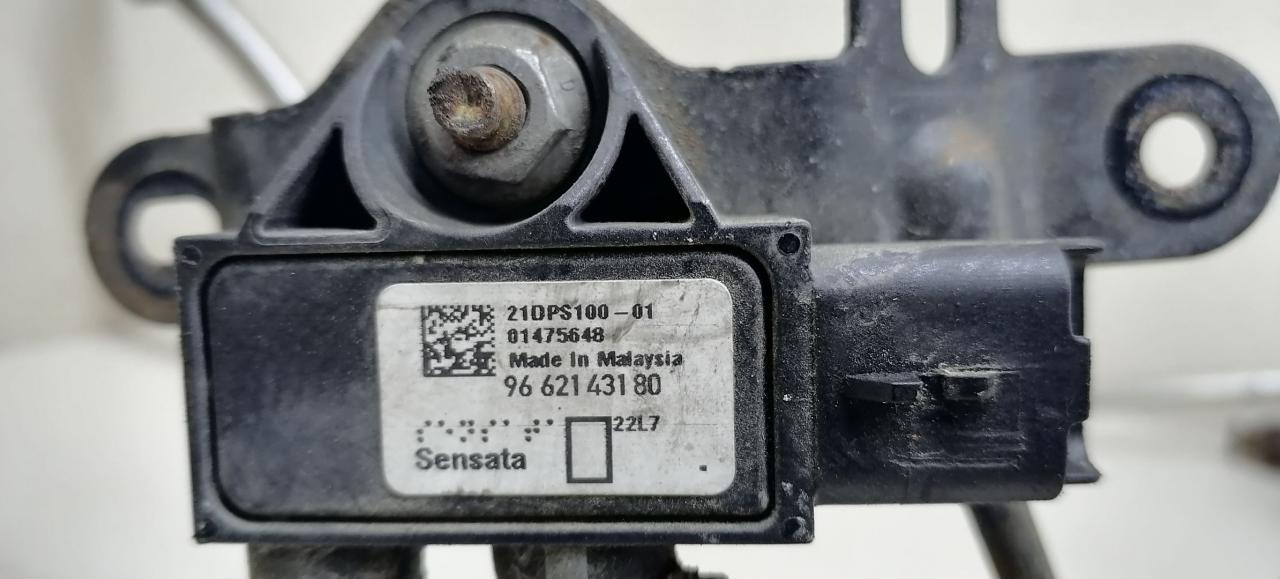 21DPS100-01
01475648
Made in Malaysia
96 621 431 80
22L7
Sensata